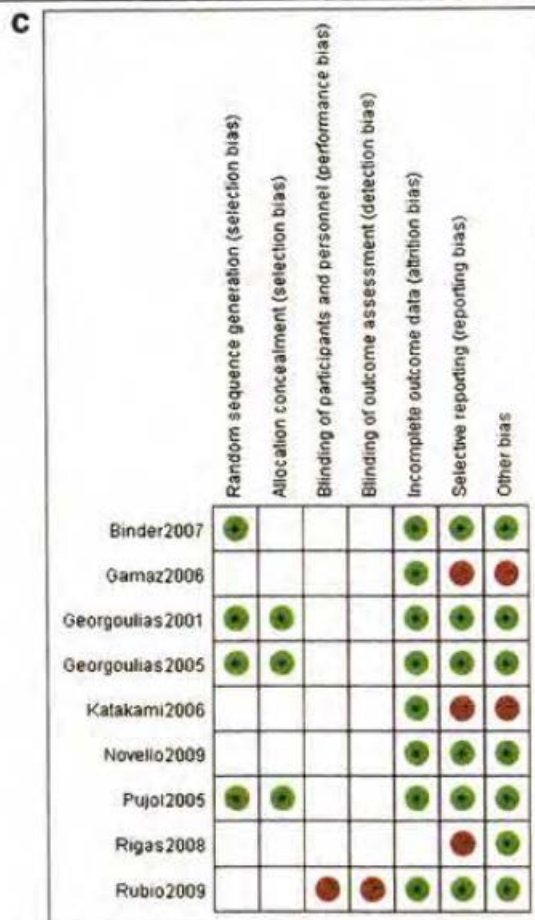 C
Random sequence generation (selection bias)
Allocation concealment (selection bias)
Blinding of participants and personnel (performance bias)
Blinding of outcome assessment (detection bias)
Incomplete outcome data (attrition bias)
Selective reporting (reporting bias)
Other bias
Binder2007
Gamaz2006
Georgoulias2001
Georgoulias2005
Katakami2006
Novello2009
Pujol2005
Rigas2008
Rubio2009